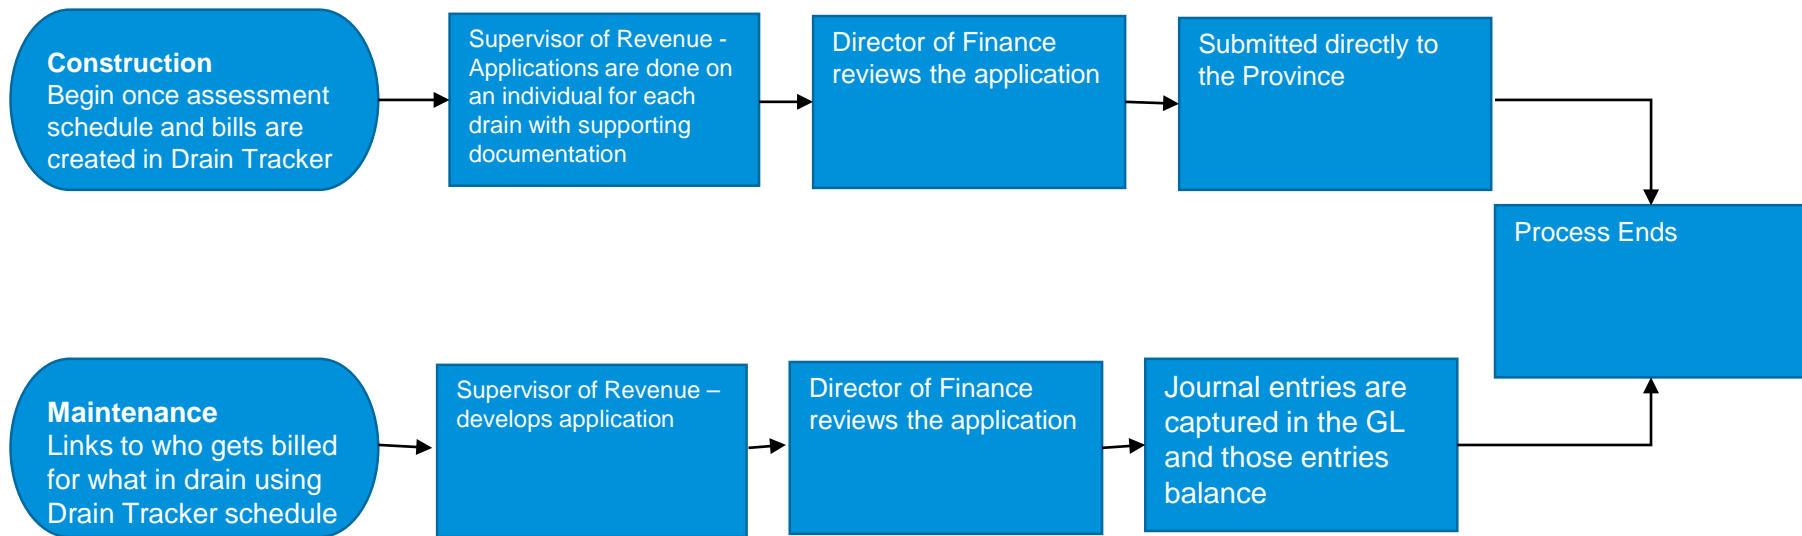 Construction
Begin once assessment
schedule and bills are
created in Drain Tracker
Supervisor of Revenue -
Applications are done on
an individual for each
drain with supporting
documentation
Director of Finance
reviews the application
Submitted directly to
the Province
Process Ends
Maintenance
Links to who gets billed
for what in drain using
Drain Tracker schedule
Supervisor of Revenue –
develops application
Director of Finance
reviews the application
Journal entries are
captured in the GL
and those entries
balance